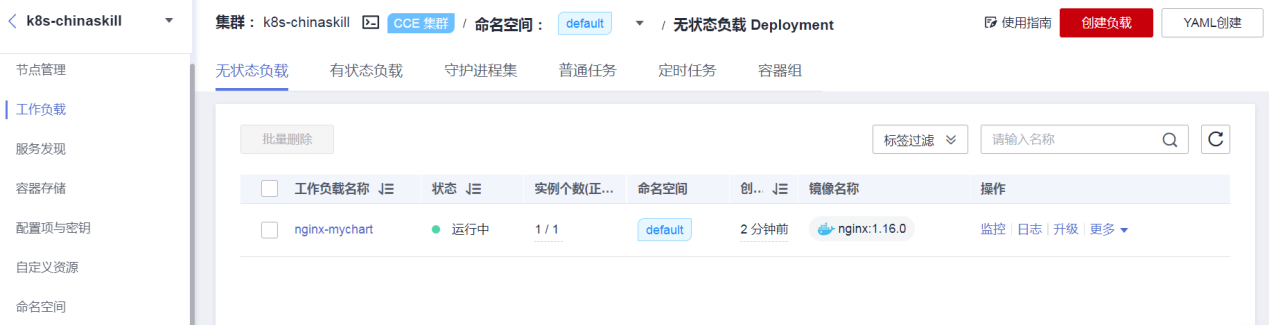 k8s-chinaskill
集群： k8s-chinaskill CCE 集群 / 命名空间： default / 无状态负载 Deployment
使用指南 创建负载 YAML创建
节点管理
工作负载
服务发现
容器存储
配置项与密钥
自定义资源
命名空间
无状态负载 有状态负载 守护进程集 普通任务 定时任务 容器组
批量删除 标签过滤 请输入名称
工作负载名称 状态 实例个数(正... 命名空间 创... 镜像名称 操作
nginx-mychart 运行中 1 / 1 default 2 分钟前 nginx:1.16.0 监控 日志 升级 更多